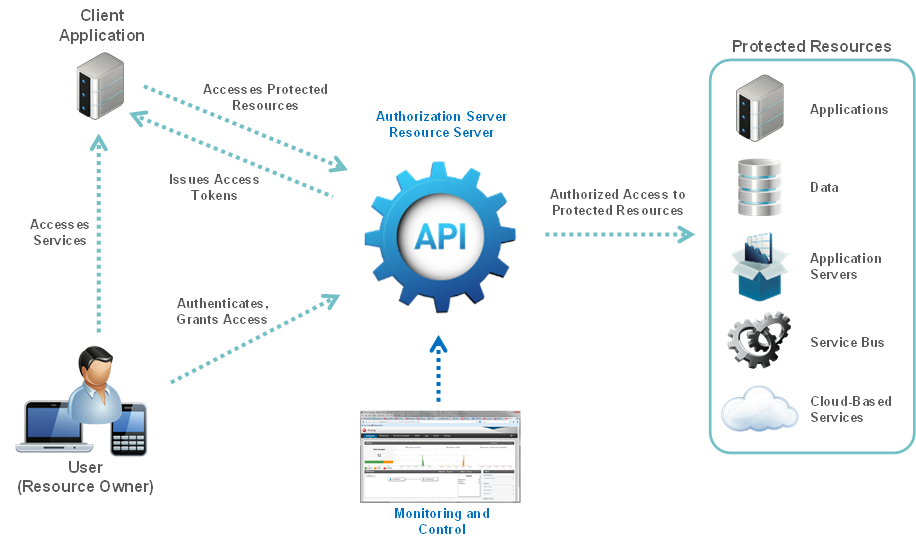 Client
Application
Protected Resources
Accesses Protected
Resources
Authorization Server
Resource Server
Applications
Issues Access
Tokens
Authorized Access to
Protected Resources
Data
Accesses
Services
API
Application
Servers
Authenticates,
Grants Access
Service Bus
Cloud-Based
Services
User
(Resource Owner)
Monitoring and
Control